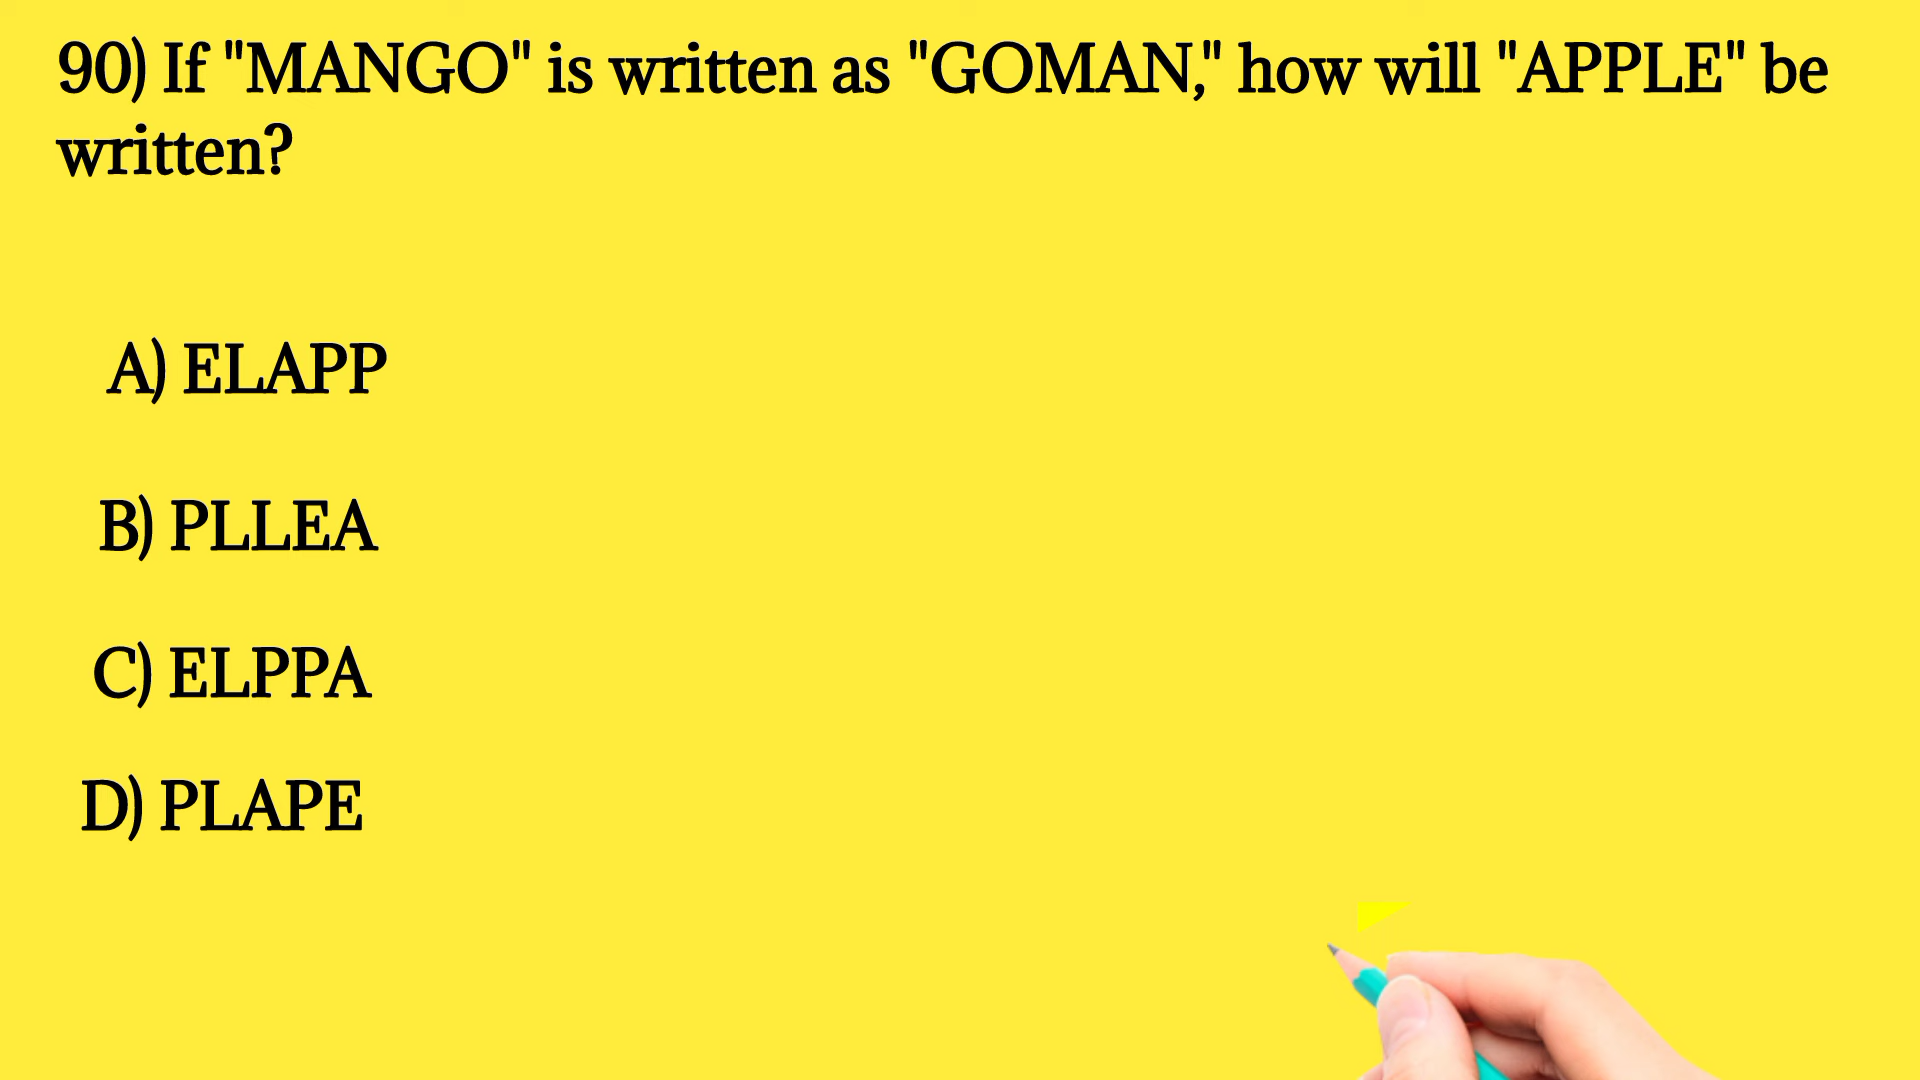 90) If "MANGO" is written as "GOMAN," how will "APPLE" be
written?
A) ELAPP
B) PLLEA
C) ELPPA
D) PLAPE